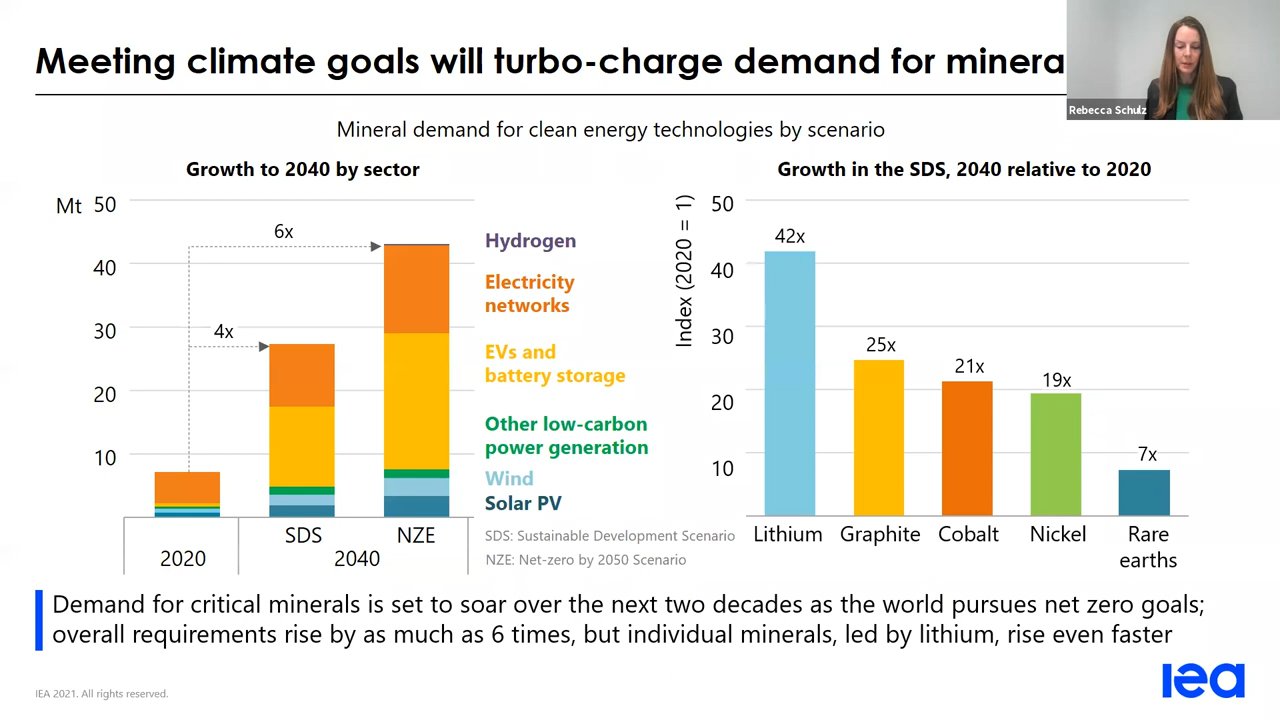 Meeting climate goals will turbo-charge demand for minera
Rebecca Schulz
Mineral demand for clean energy technologies by scenario
Growth to 2040 by sector
Mt
50
40
30
20
10
6x
4x
2020
SDS
NZE
2040
Hydrogen
Electricity
networks
EVs and
battery storage
Other low-carbon
power generation
Wind
Solar PV
SDS: Sustainable Development Scenario
NZE: Net-zero by 2050 Scenario
Growth in the SDS, 2040 relative to 2020
Index (2020 = 1)
50
40
30
20
10
42x
25x
21x
19x
7x
Lithium
Graphite
Cobalt
Nickel
Rare
earths
Demand for critical minerals is set to soar over the next two decades as the world pursues net zero goals;
overall requirements rise by as much as 6 times, but individual minerals, led by lithium, rise even faster
IEA 2021. All rights reserved.
iea